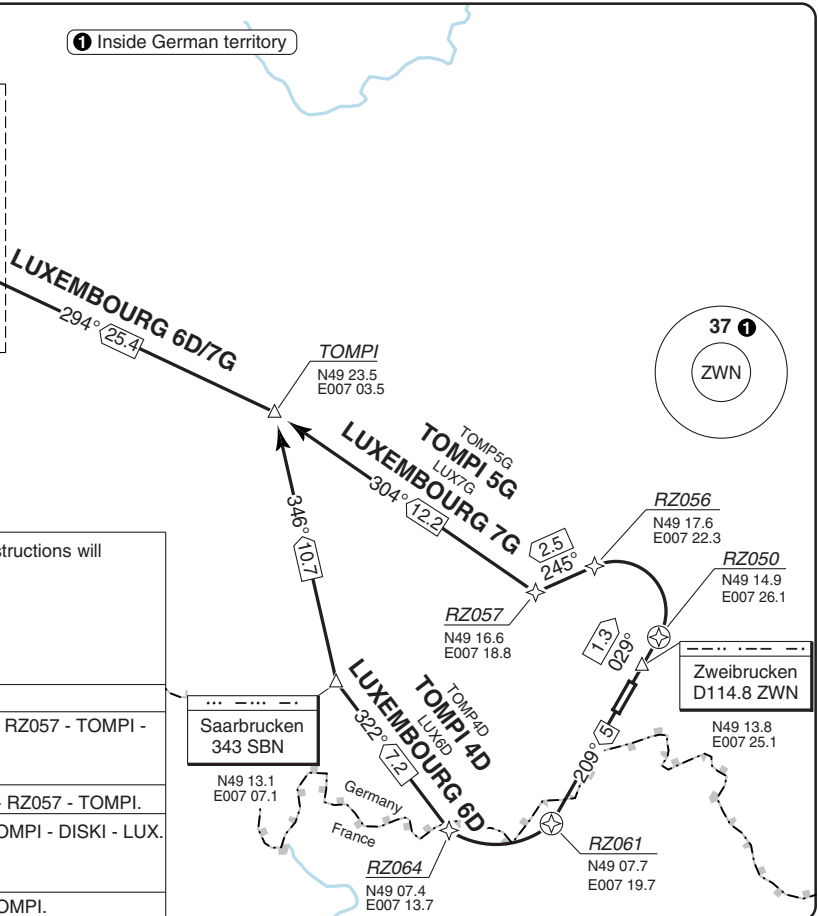 ❶ Inside German territory
LUXEMBOURG 6D/7G
294° 25.4
TOMPI
N49 23.5
E007 03.5
37 ❶
ZWN
TOMP5G
TOMPI 5G
LUX7G
LUXEMBOURG 7G
304° 12.2
346° 10.7
2.5
245°
RZ056
N49 17.6
E007 22.3
RZ050
N49 14.9
E007 26.1
structions will
RZ057
N49 16.6
E007 18.8
1.3
029°
Zweibrucken
D114.8 ZWN
N49 13.8
E007 25.1
Saarbrucken
343 SBN
N49 13.1
E007 07.1
TOMP4D
TOMPI 4D
LUX6D
LUXEMBOURG 6D
322° 7.2
209° 5
RZ057 - TOMPI -
- RZ057 - TOMPI.
OMPI - DISKI - LUX.
OMPI.
Germany
France
RZ064
N49 07.4
E007 13.7
RZ061
N49 07.7
E007 19.7